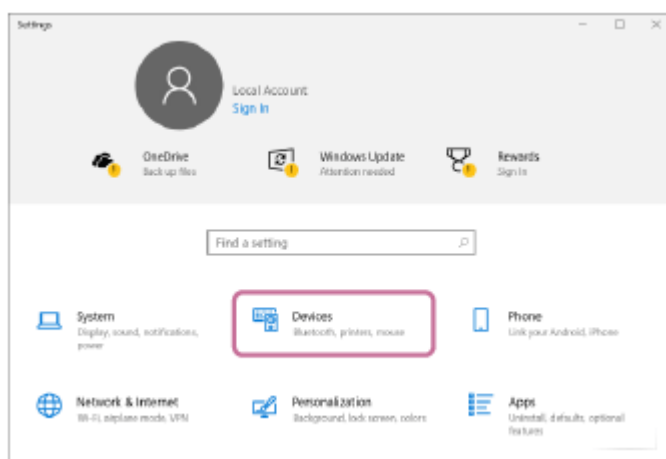 Settings
Local Account
Sign In
OneDrive
Back up files
Windows Update
Attention needed
Rewards
Sign In
Find a setting
System
Display, sound, notifications,
power
Devices
Bluetooth, printers, mouse
Phone
Link your Android, iPhone
Network & Internet
Wi-Fi, airplane mode, VPN
Personalization
Background, lock screen, colors
Apps
Uninstall, defaults, optional
features